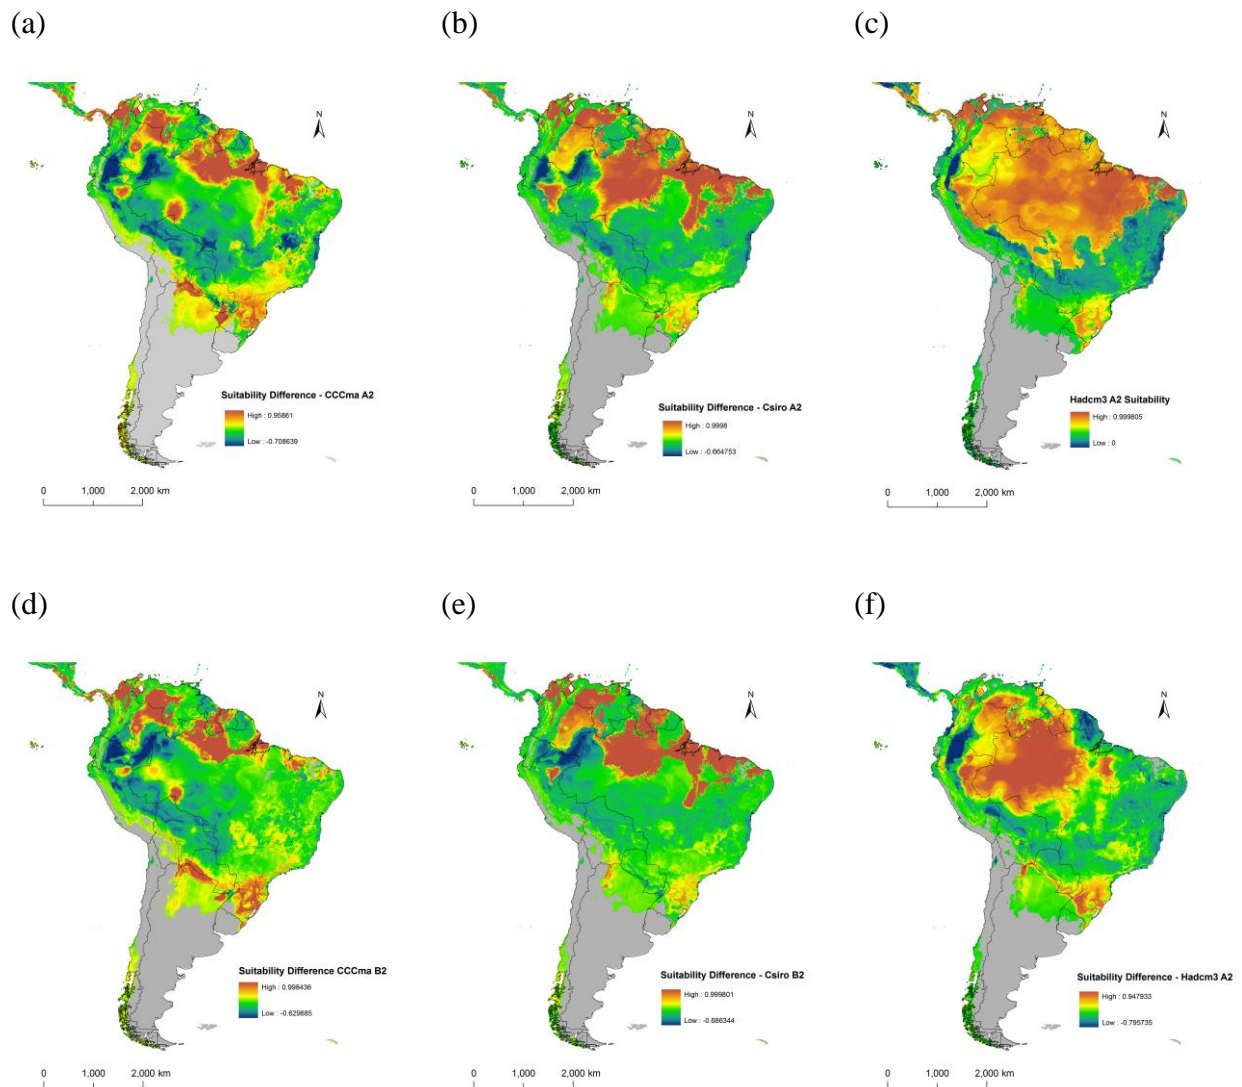 (a)
(b)
(c)
N
N
N
Suitability Difference - CCCma A2
High : 0.95861
Low : -0.708639
Suitability Difference - Csiro A2
High : 0.9998
Low : -0.664753
Hadcm3 A2 Suitability
High : 0.999805
Low : 0
0 1,000 2,000 km
0 1,000 2,000 km
0 1,000 2,000 km
(d)
(e)
(f)
N
N
N
Suitability Difference CCCma B2
High : 0.998436
Low : -0.629885
Suitability Difference - Csiro B2
High : 0.999801
Low : -0.686344
Suitability Difference - Hadcm3 A2
High : 0.947933
Low : -0.795735
0 1,000 2,000 km
0 1,000 2,000 km
0 1,000 2,000 km